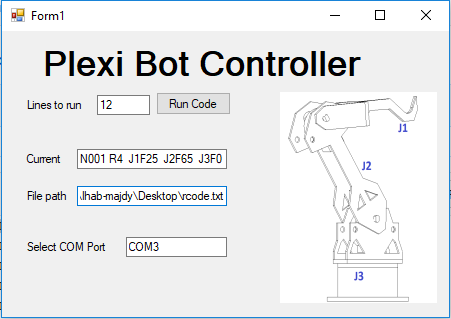 Form1
Plexi Bot Controller
Lines to run 12 Run Code
Current N001 R4 J1F25 J2F65 J3F0
File path lhab-majdy\Desktop\rcode.txt
Select COM Port COM3
J1
J2
J3